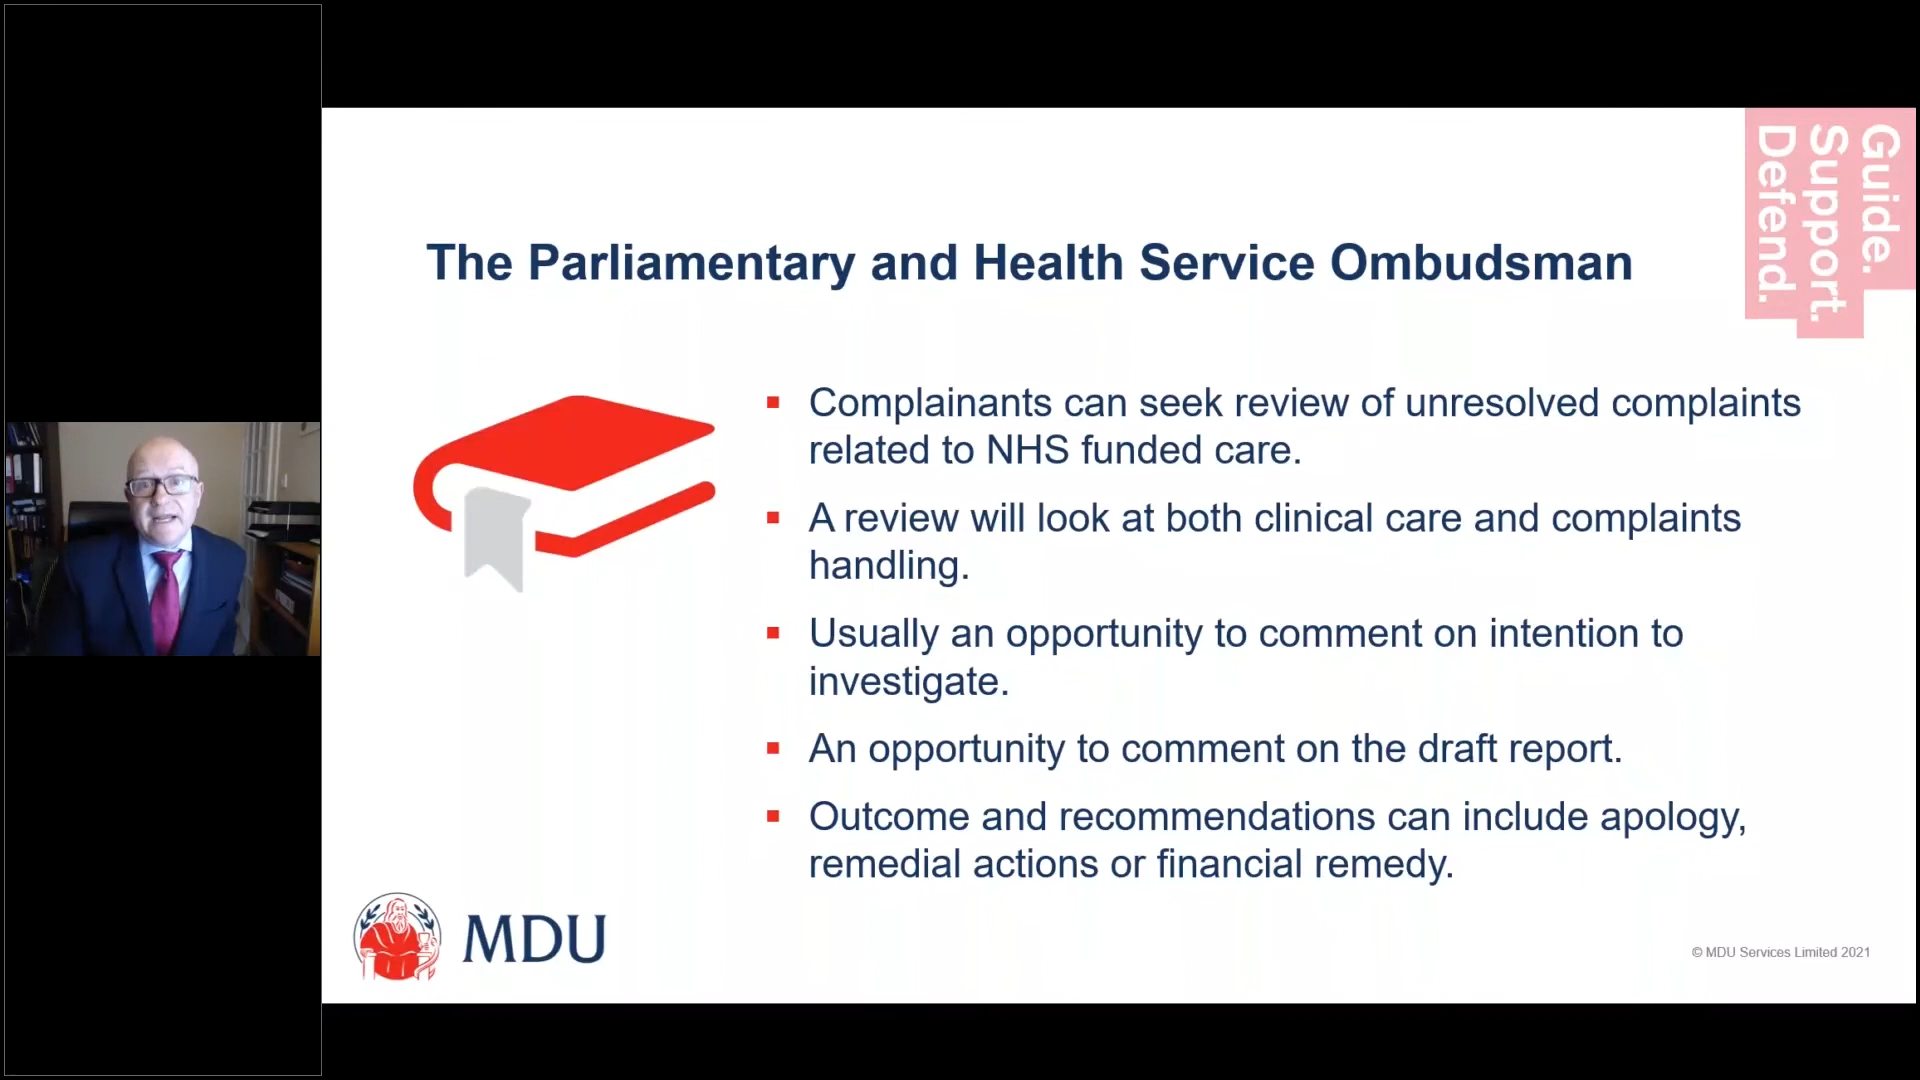 Guide.
Support.
Defend.
The Parliamentary and Health Service Ombudsman
Complainants can seek review of unresolved complaints
related to NHS funded care.
A review will look at both clinical care and complaints
handling.
Usually an opportunity to comment on intention to
investigate.
An opportunity to comment on the draft report.
Outcome and recommendations can include apology,
remedial actions or financial remedy.
MDU
© MDU Services Limited 2021